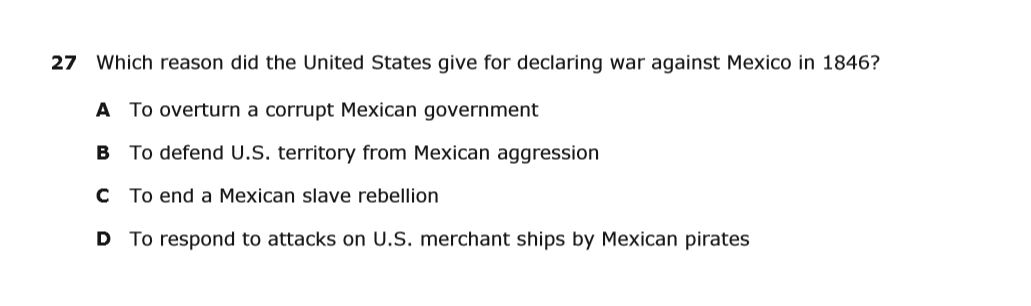 27 Which reason did the United States give for declaring war against Mexico in 1846?
A To overturn a corrupt Mexican government
B To defend U.S. territory from Mexican aggression
C To end a Mexican slave rebellion
D To respond to attacks on U.S. merchant ships by Mexican pirates